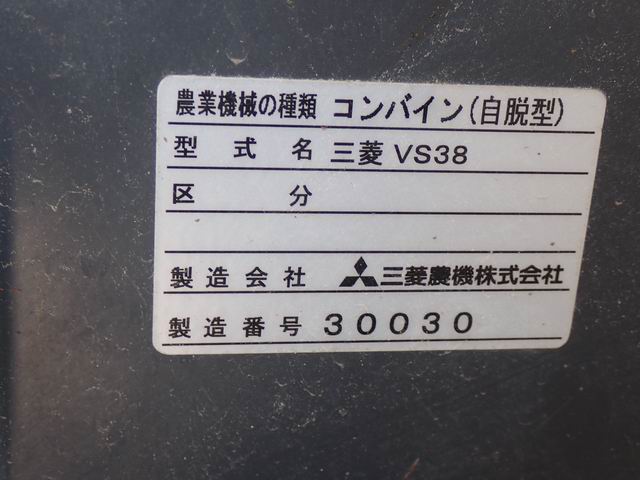 農業機械の種類 コンバイン(自脱型)
型式名 三菱 VS38
区分
製造会社 三菱農機株式会社
製造番号 30030